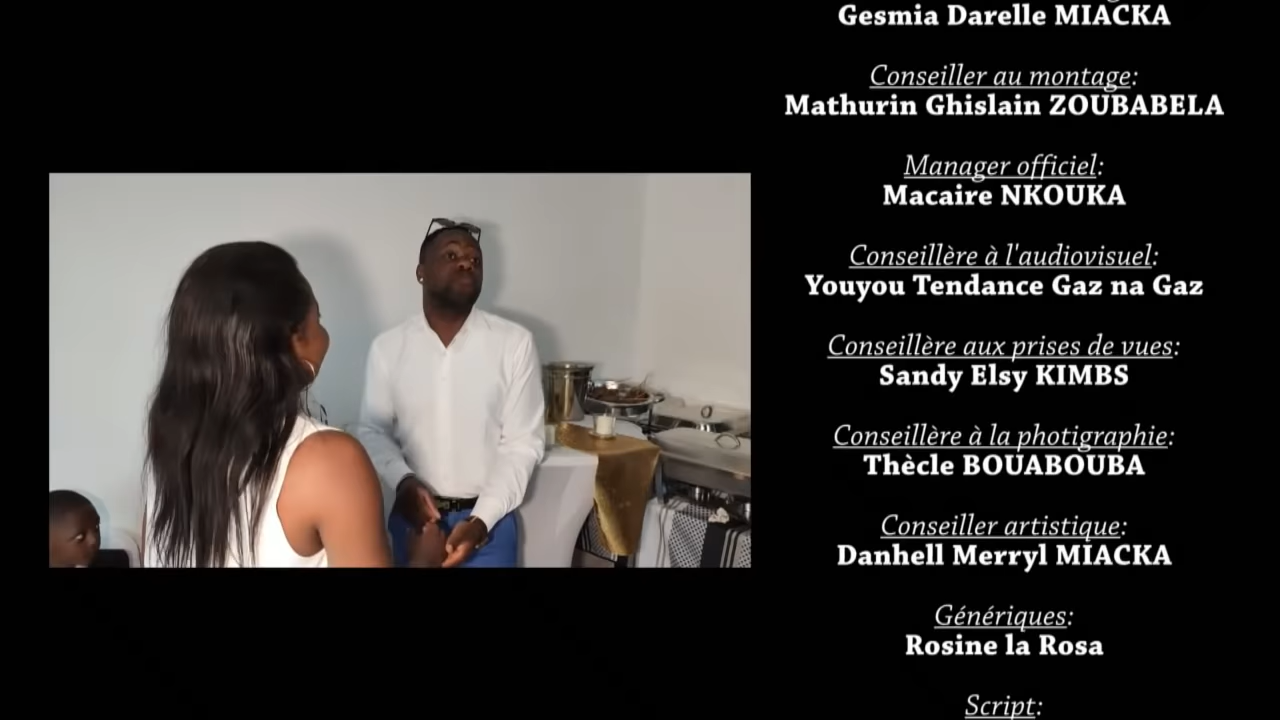 Gesmia Darelle MIACKA
Conseiller au montage:
Mathurin Ghislain ZOUBABELA
Manager officiel:
Macaire NKOUKA
Conseillère à l'audiovisuel:
Youyou Tendance Gaz na Gaz
Conseillère aux prises de vues:
Sandy Elsy KIMBS
Conseillère à la photigraphie:
Thècle BOUABOUBA
Conseiller artistique:
Danhell Merryl MIACKA
Génériques:
Rosine la Rosa
Script: